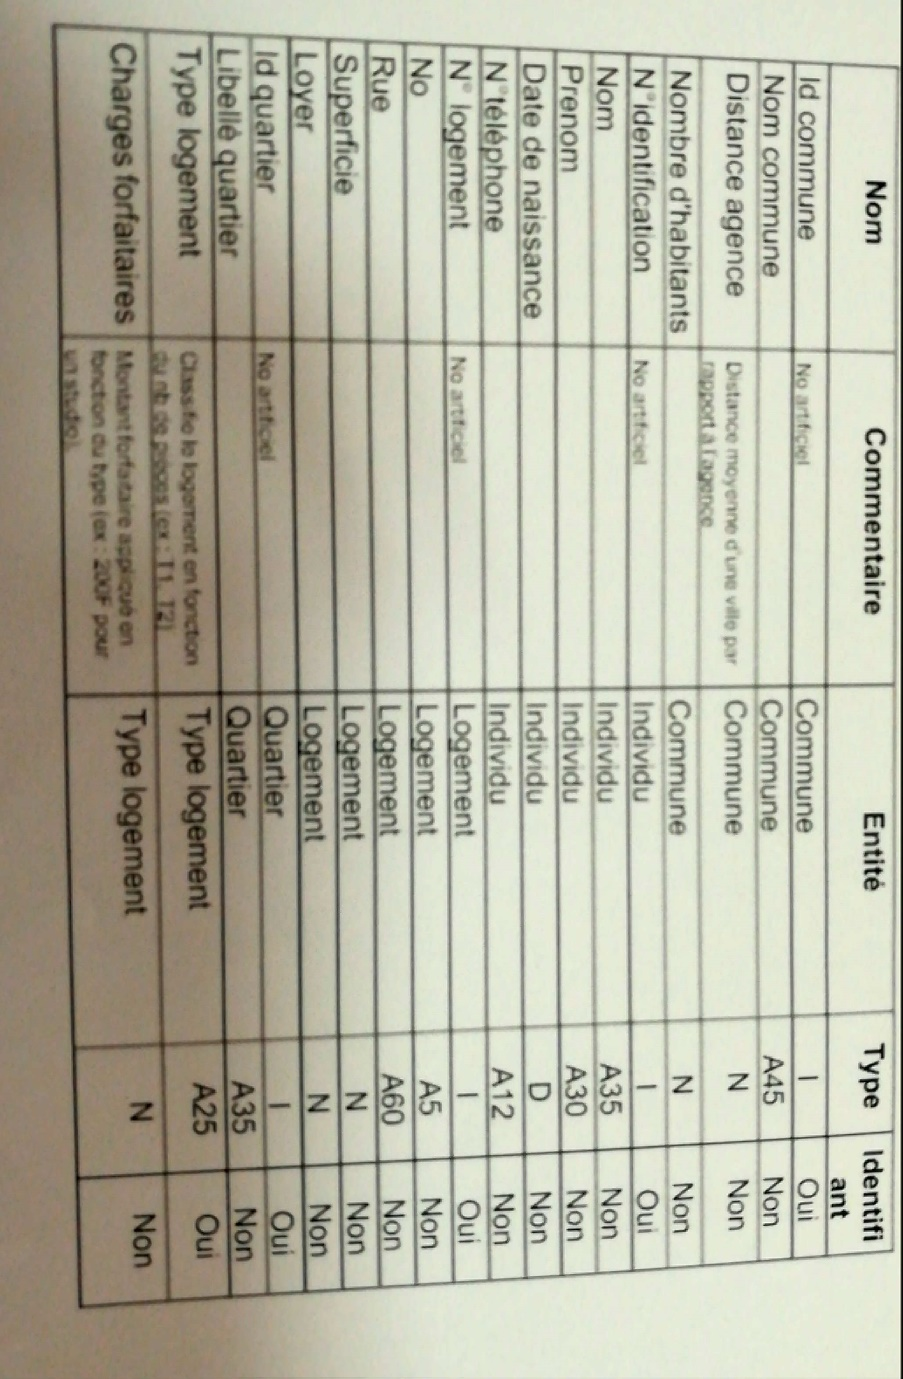 Nom Commentaire Entité Type Identifi
ant
Id commune No artificiel Commune I Oui
Nom commune Commune A45 Non
Distance agence Distance moyenne d'une ville par Commune N Non
rapport à l'agence
Nombre d'habitants Commune N Non
N°identification No artificiel Individu I Oui
Nom Individu A35 Non
Prenom Individu A30 Non
Date de naissance Individu D Non
N°téléphone Individu A12 Non
N° logement No artificiel Logement I Oui
No Logement A5 Non
Rue Logement A60 Non
Superficie Logement N Non
Loyer Logement N Non
Id quartier No artificiel Quartier I Oui
Libellé quartier Quartier A35 Non
Type logement Classifie le logement en fonction Type logement A25 Oui
du nb de pièces (ex : T1, T2)
Charges forfaitaires Montant forfaitaire appliqué en Type logement N Non
fonction du type (ex : 200F pour
un studio).